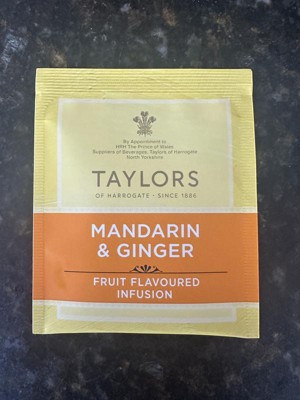 By Appointment to
HRH The Prince of Wales
Suppliers of Beverages, Taylors of Harrogate
North Yorkshire
TAYLORS
OF HARROGATE · SINCE 1886
MANDARIN
& GINGER
FRUIT FLAVOURED
INFUSION